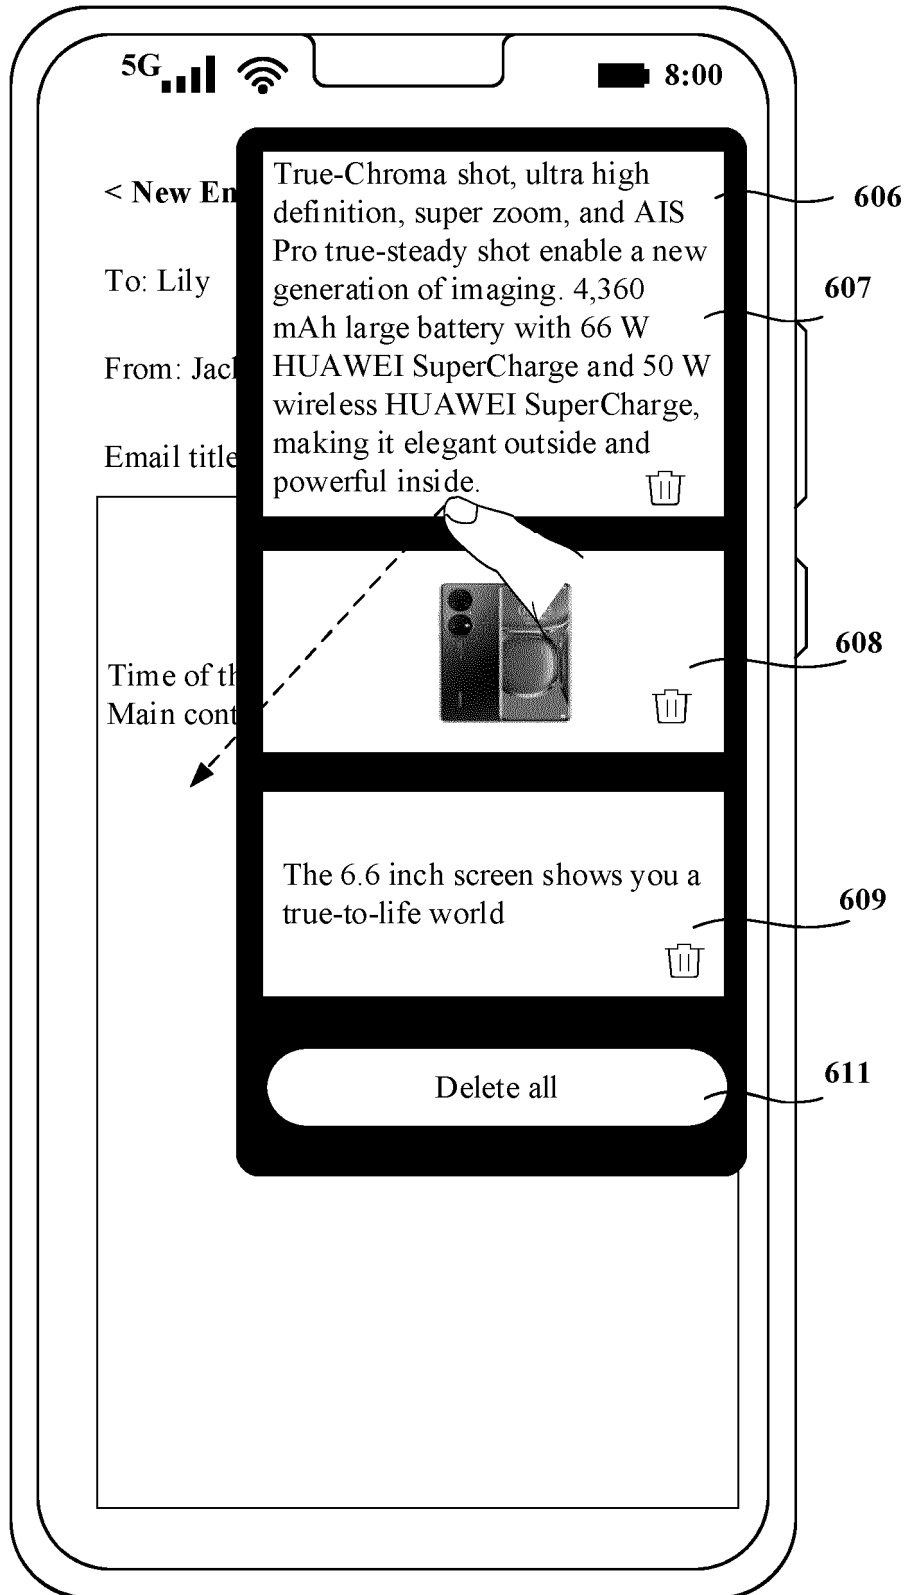 5G
8:00
< New En
To: Lily
From: Jack
Email title
Time of th
Main cont
True-Chroma shot, ultra high
definition, super zoom, and AIS
Pro true-steady shot enable a new
generation of imaging. 4,360
mAh large battery with 66 W
HUAWEI SuperCharge and 50 W
wireless HUAWEI SuperCharge,
making it elegant outside and
powerful inside.
The 6.6 inch screen shows you a
true-to-life world
Delete all
606
607
608
609
611